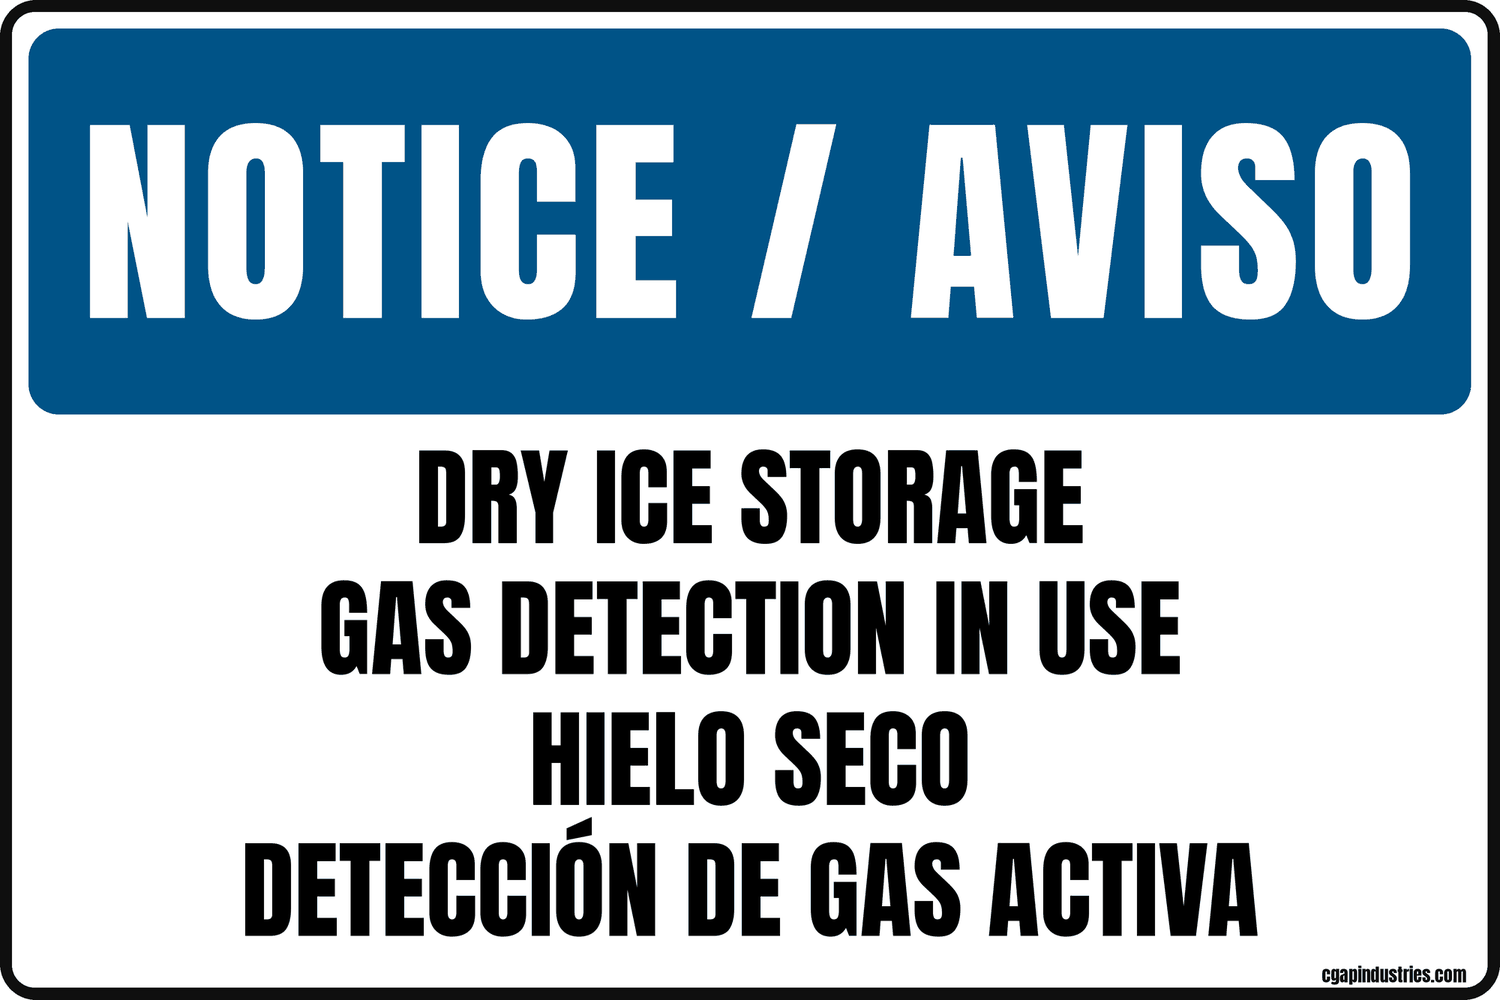 NOTICE / AVISO
DRY ICE STORAGE
GAS DETECTION IN USE
HIELO SECO
DETECCIÓN DE GAS ACTIVA
cgapindustries.com